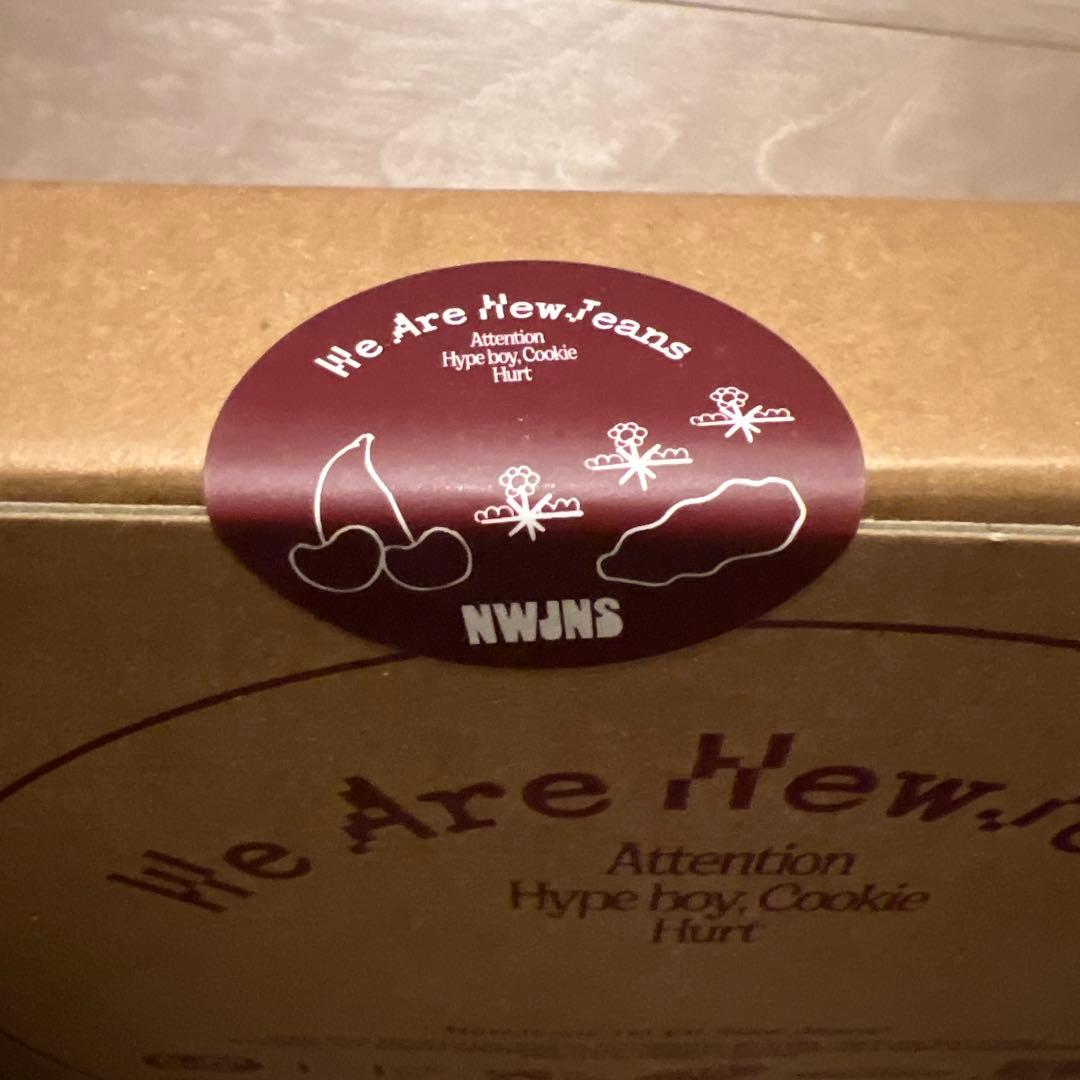 We Are NewJeans
Attention
Hype boy, Cookie
Hurt
NWJNS
We Are New
Attention
Hype boy, Cookie
Hurt